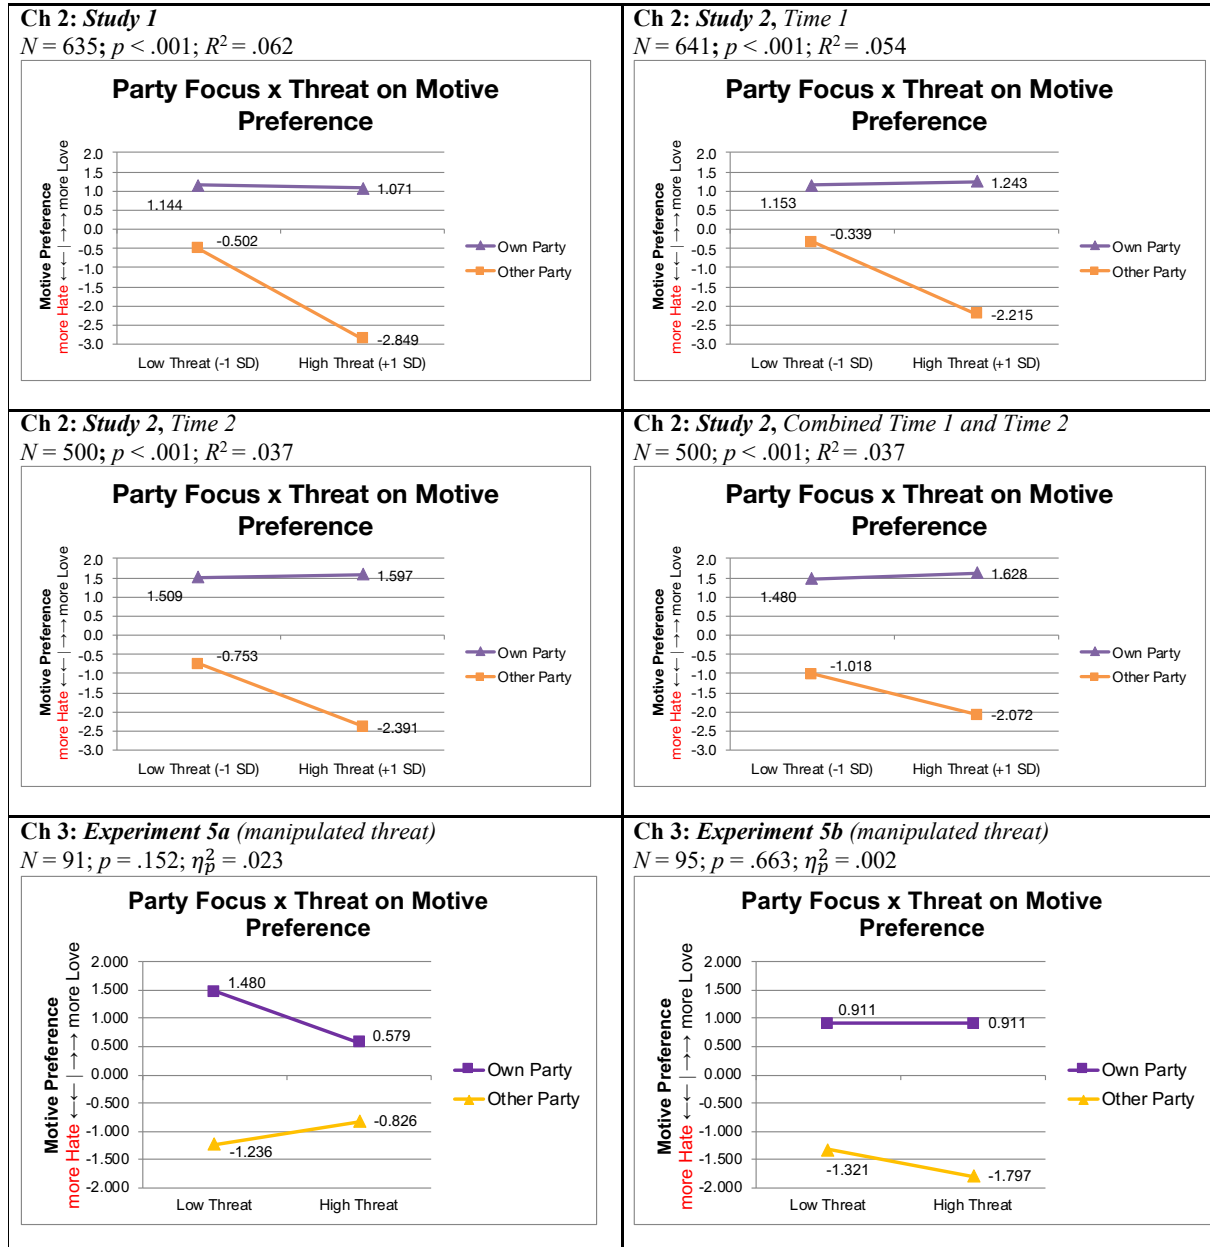 Ch 2: Study 1
N = 635; p < .001; R² = .062
Party Focus x Threat on Motive
Preference
Motive Preference
more Hate ←← | →→ more Love
2.0
1.5
1.0
0.5
0.0
-0.5
-1.0
-1.5
-2.0
-2.5
-3.0
1.144
1.071
-0.502
-2.849
Low Threat (-1 SD)
High Threat (+1 SD)
Own Party
Other Party
Ch 2: Study 2, Time 1
N = 641; p < .001; R² = .054
Party Focus x Threat on Motive
Preference
Motive Preference
more Hate ←← | →→ more Love
2.0
1.5
1.0
0.5
0.0
-0.5
-1.0
-1.5
-2.0
-2.5
-3.0
1.153
1.243
-0.339
-2.215
Low Threat (-1 SD)
High Threat (+1 SD)
Own Party
Other Party
Ch 2: Study 2, Time 2
N = 500; p < .001; R² = .037
Party Focus x Threat on Motive
Preference
Motive Preference
more Hate ←← | →→ more Love
2.0
1.5
1.0
0.5
0.0
-0.5
-1.0
-1.5
-2.0
-2.5
-3.0
1.509
1.597
-0.753
-2.391
Low Threat (-1 SD)
High Threat (+1 SD)
Own Party
Other Party
Ch 2: Study 2, Combined Time 1 and Time 2
N = 500; p < .001; R² = .037
Party Focus x Threat on Motive
Preference
Motive Preference
more Hate ←← | →→ more Love
2.0
1.5
1.0
0.5
0.0
-0.5
-1.0
-1.5
-2.0
-2.5
-3.0
1.480
1.628
-1.018
-2.072
Low Threat (-1 SD)
High Threat (+1 SD)
Own Party
Other Party
Ch 3: Experiment 5a (manipulated threat)
N = 91; p = .152; η²p = .023
Party Focus x Threat on Motive
Preference
Motive Preference
more Hate ←← | →→ more Love
2.000
1.500
1.000
0.500
0.000
-0.500
-1.000
-1.500
-2.000
1.480
0.579
-1.236
-0.826
Low Threat
High Threat
Own Party
Other Party
Ch 3: Experiment 5b (manipulated threat)
N = 95; p = .663; η²p = .002
Party Focus x Threat on Motive
Preference
Motive Preference
more Hate ←← | →→ more Love
2.000
1.500
1.000
0.500
0.000
-0.500
-1.000
-1.500
-2.000
0.911
0.911
-1.321
-1.797
Low Threat
High Threat
Own Party
Other Party